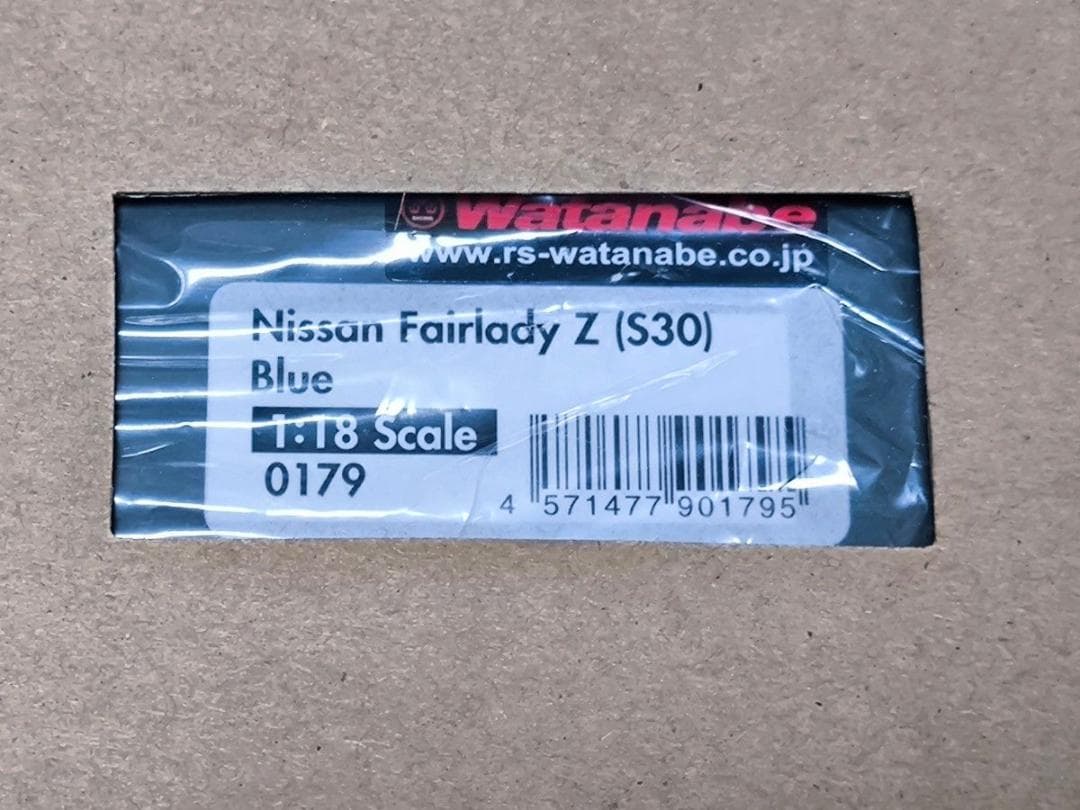 Watanabe
www.rs-watanabe.co.jp
Nissan Fairlady Z (S30)
Blue
1:18 Scale
0179
4 571477 901795